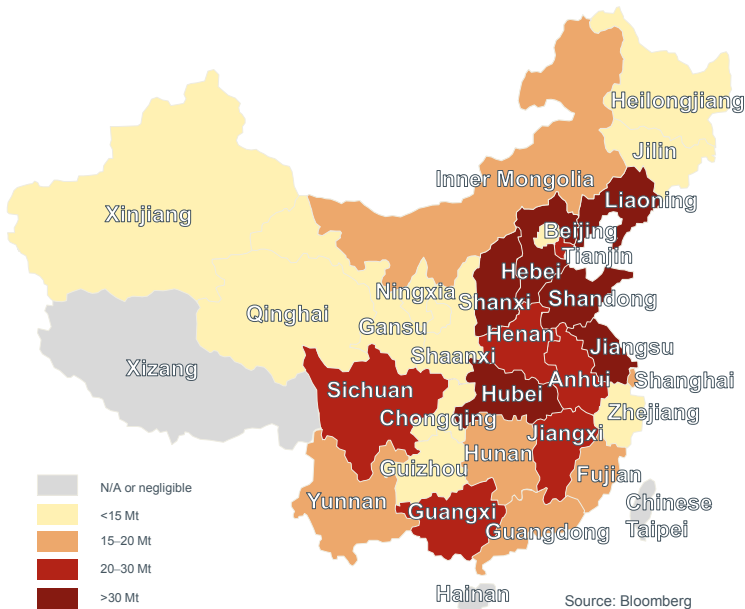 Heilongjiang
Jilin
Inner Mongolia
Liaoning
Xinjiang
Beijing
Tianjin
Hebei
Ningxia
Shanxi
Shandong
Qinghai
Gansu
Henan
Jiangsu
Shaanxi
Xizang
Sichuan
Hubei
Anhui
Shanghai
Chongqing
Zhejiang
Jiangxi
Hunan
Guizhou
Fujian
Yunnan
Guangxi
Guangdong
Chinese
Taipei
Hainan
N/A or negligible
<15 Mt
15–20 Mt
20–30 Mt
>30 Mt
Source: Bloomberg